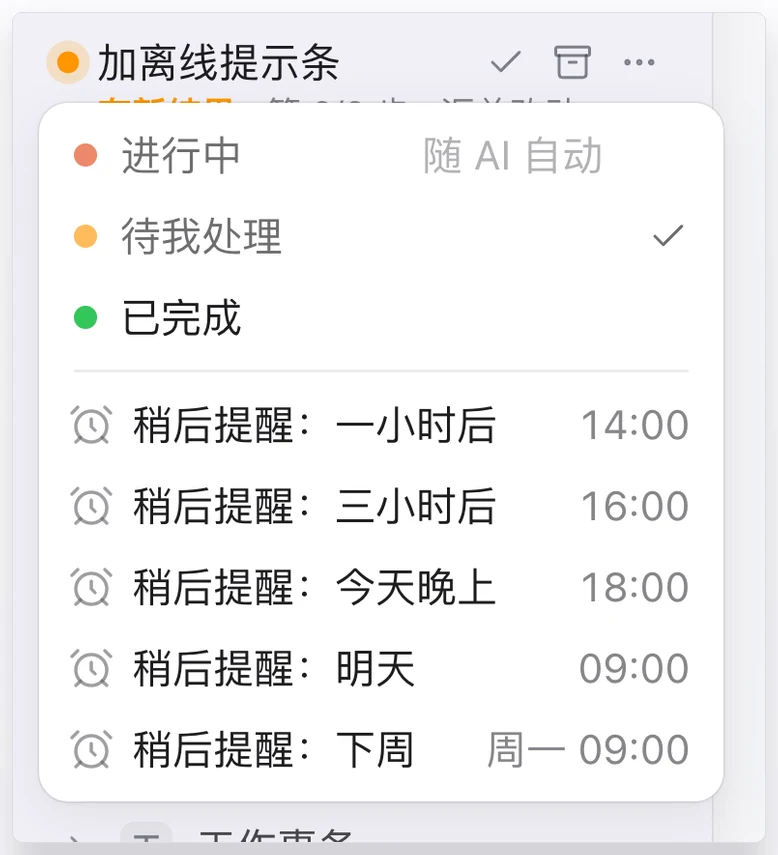 加离线提示条
进行中 随 AI 自动
待我处理
已完成
稍后提醒：一小时后 14:00
稍后提醒：三小时后 16:00
稍后提醒：今天晚上 18:00
稍后提醒：明天 09:00
稍后提醒：下周 周一 09:00